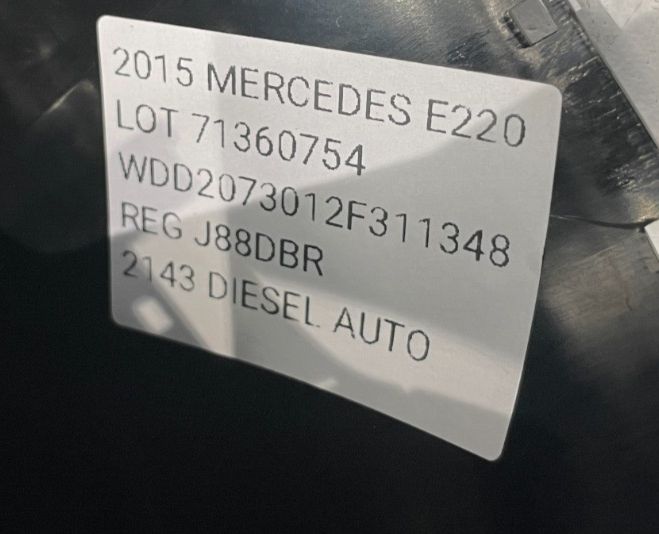 2015 MERCEDES E220
LOT 71360754
WDD2073012F311348
REG J88DBR
2143 DIESEL AUTO